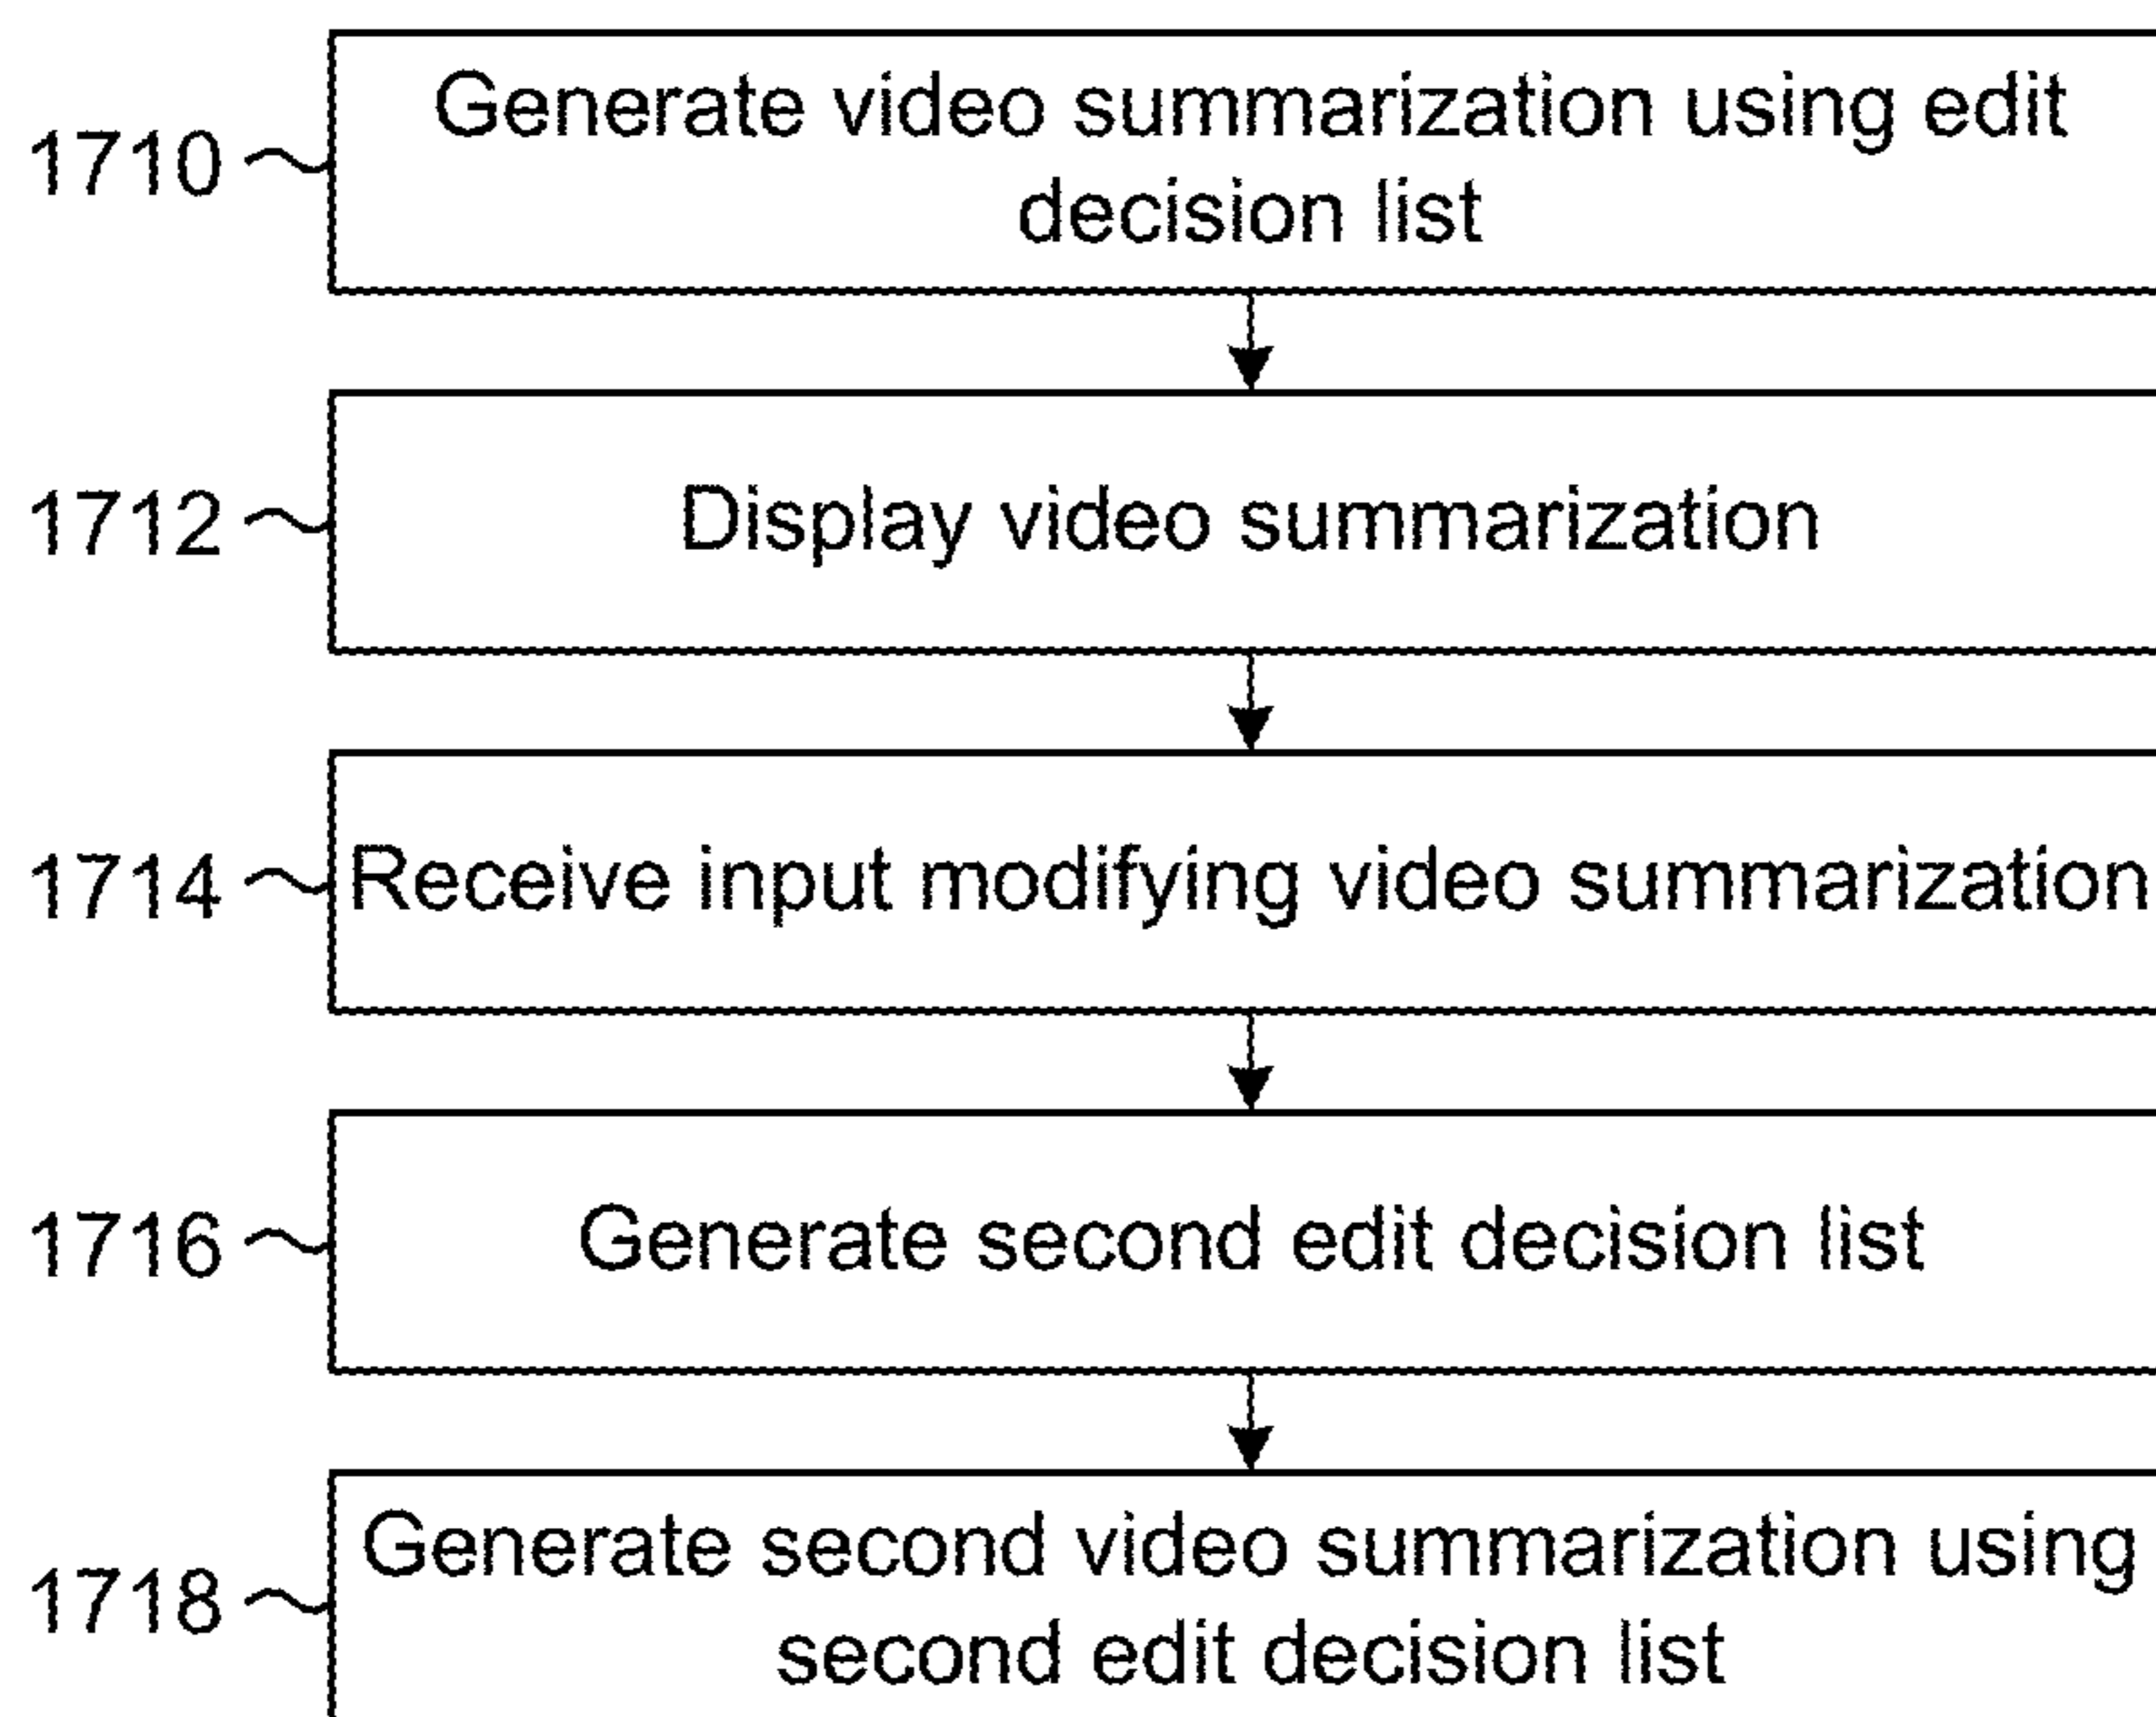 1710
Generate video summarization using edit
decision list
1712
Display video summarization
1714
Receive input modifying video summarization
1716
Generate second edit decision list
1718
Generate second video summarization using
second edit decision list